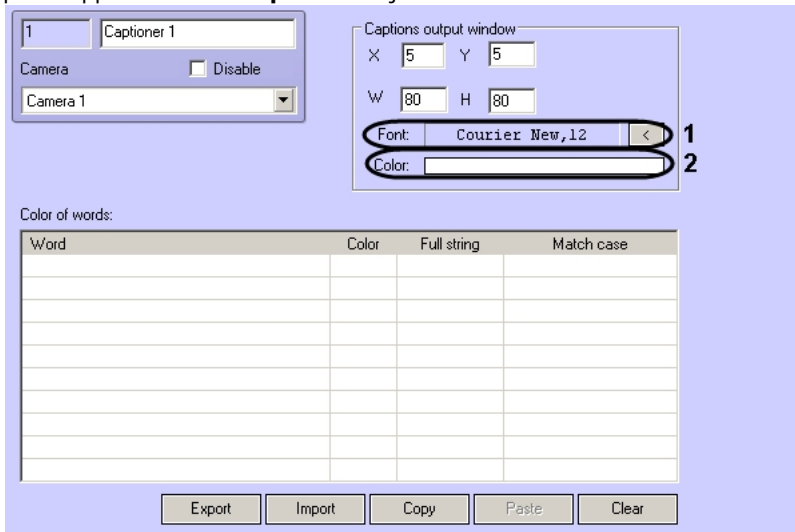 1 Captioner 1
Camera Disable
Camera 1
Captions output window
X 5 Y 5
W 80 H 80
Font: Courier New,12 < 1
Color: 2
Color of words:
Word Color Full string Match case
Export Import Copy Paste Clear